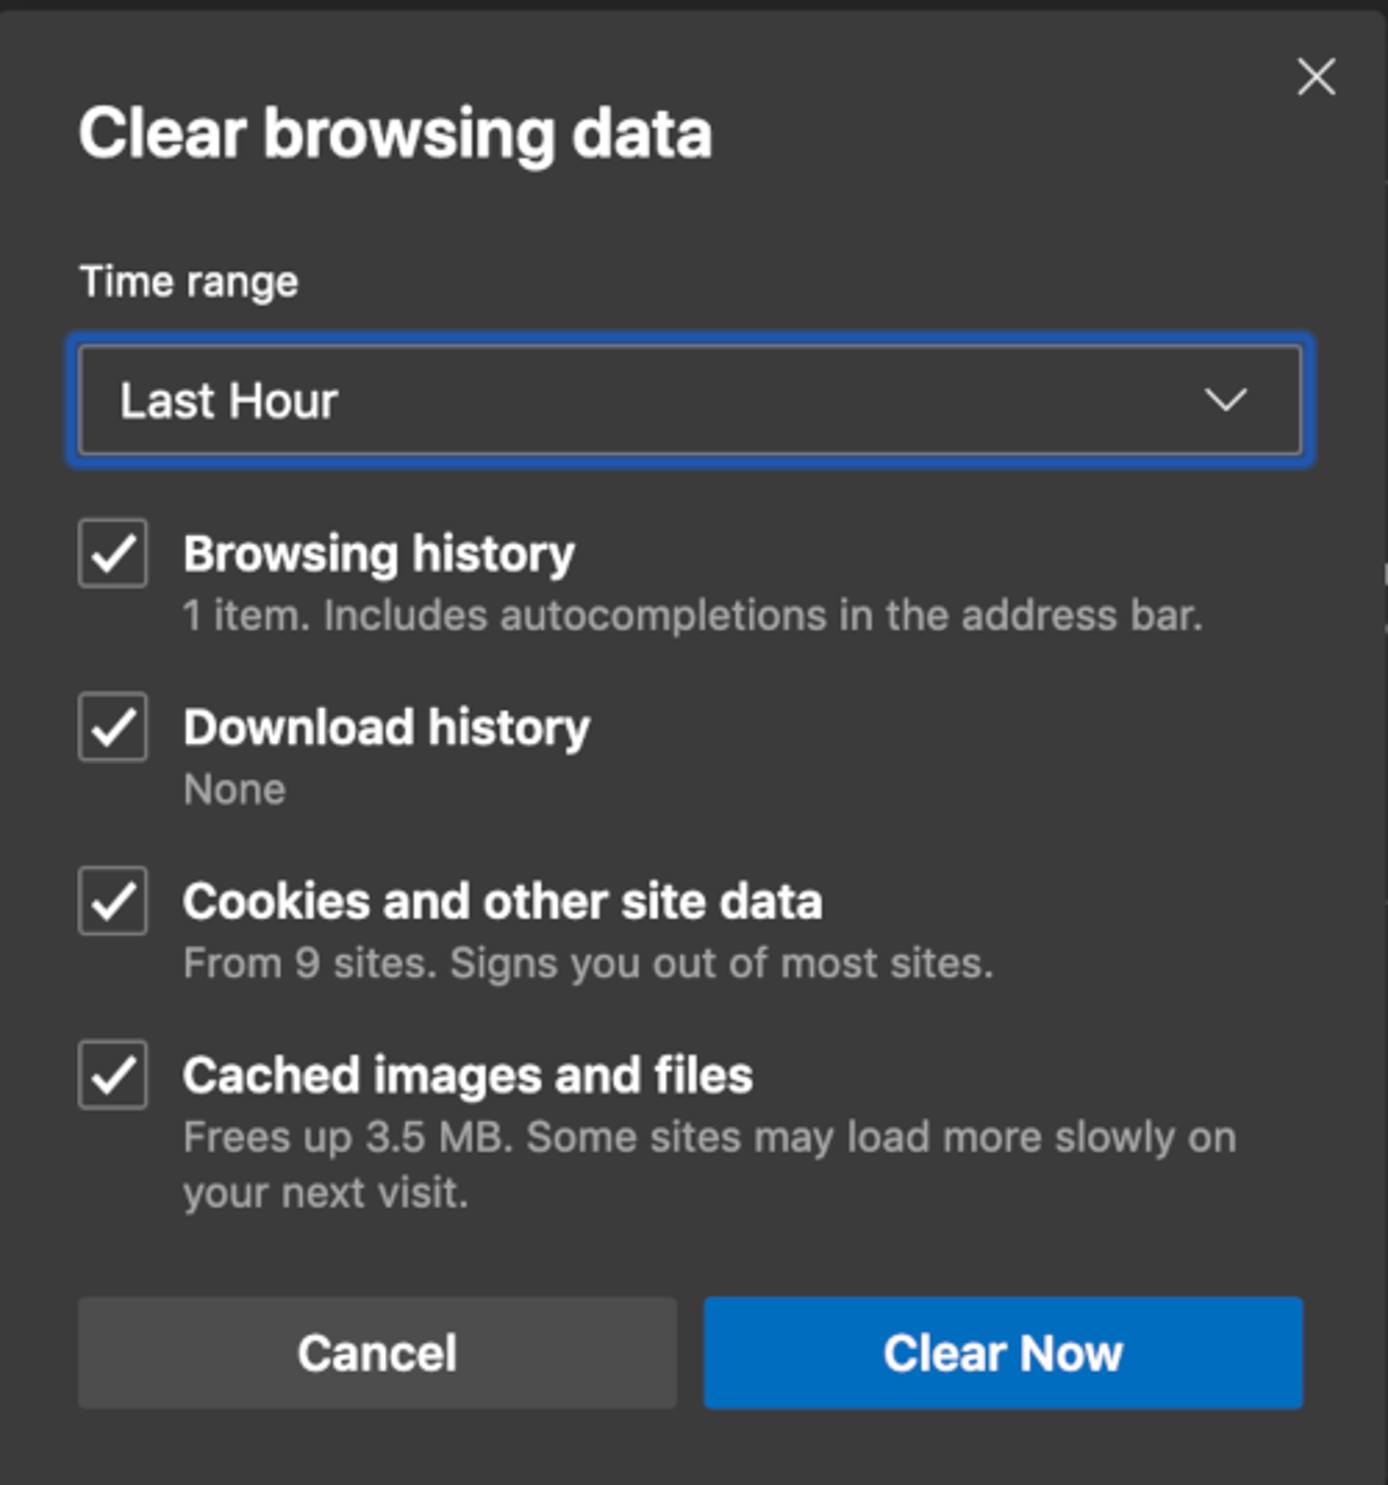 Clear browsing data
Time range
Last Hour
Browsing history
1 item. Includes autocompletions in the address bar.
Download history
None
Cookies and other site data
From 9 sites. Signs you out of most sites.
Cached images and files
Frees up 3.5 MB. Some sites may load more slowly on
your next visit.
Cancel
Clear Now